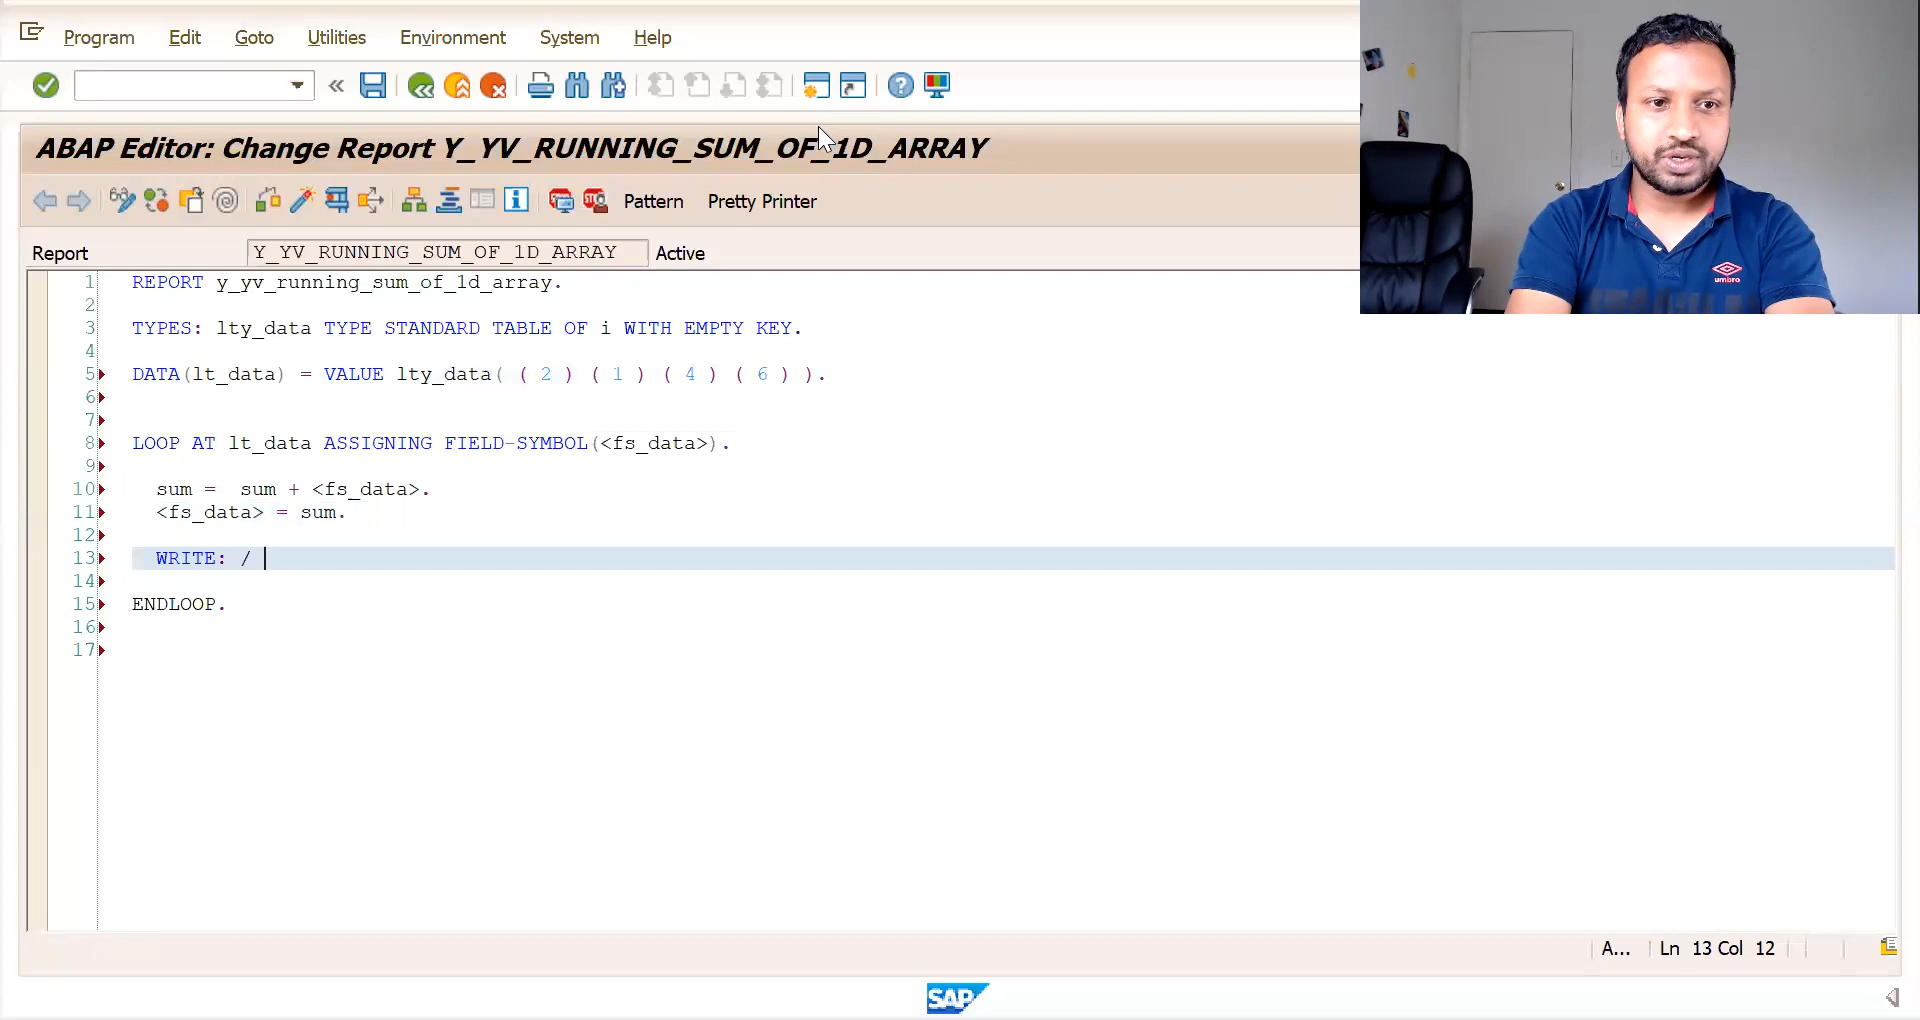 Program Edit Goto Utilities Environment System Help
ABAP Editor: Change Report Y_YV_RUNNING_SUM_OF_1D_ARRAY
Pattern Pretty Printer
Report Y_YV_RUNNING_SUM_OF_1D_ARRAY Active
1 REPORT y_yv_running_sum_of_1d_array.
2
3 TYPES: lty_data TYPE STANDARD TABLE OF i WITH EMPTY KEY.
4
5 DATA(lt_data) = VALUE lty_data( ( 2 ) ( 1 ) ( 4 ) ( 6 ) ).
6
7
8 LOOP AT lt_data ASSIGNING FIELD-SYMBOL(<fs_data>).
9
10 sum =  sum + <fs_data>.
11 <fs_data> = sum.
12
13 WRITE: /
14
15 ENDLOOP.
16
17
A... Ln 13 Col 12
SAP
umbro